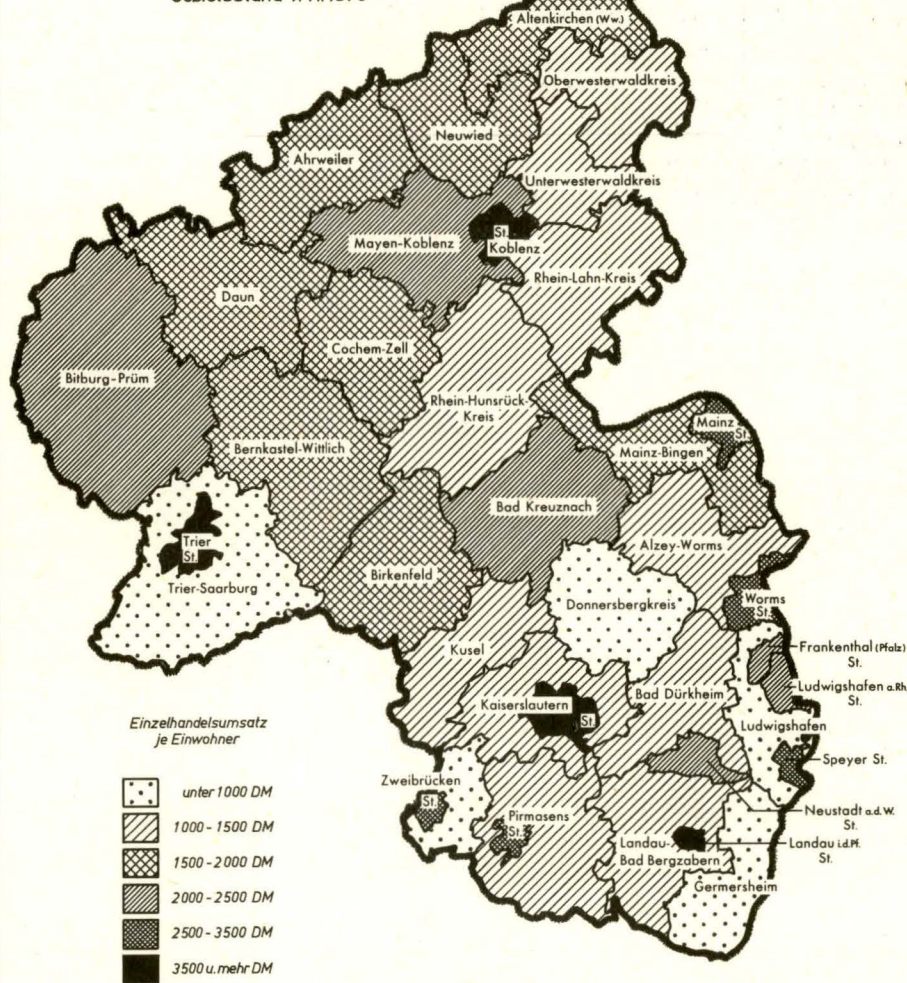 Altenkirchen (Ww.)
Oberwesterwaldkreis
Neuwied
Ahrweiler
Unterwesterwaldkreis
St.
Koblenz
Mayen-Koblenz
Rhein-Lahn-Kreis
Daun
Cochem-Zell
Bitburg-Prüm
Rhein-Hunsrück-
Kreis
Mainz
St.
Bernkastel-Wittlich
Mainz-Bingen
Bad Kreuznach
Trier
St.
Alzey-Worms
Birkenfeld
Trier-Saarburg
Donnersbergkreis
Worms
St.
Kusel
Frankenthal (Pfalz)
St.
Ludwigshafen a.Rh.
St.
Kaiserslautern
St.
Bad Dürkheim
Ludwigshafen
Speyer St.
Zweibrücken
St.
Neustadt a.d.W.
St.
Pirmasens
St.
Landau-
Bad Bergzabern
Landau i.d.Pf.
St.
Germersheim
Einzelhandelsumsatz
je Einwohner
unter 1000 DM
1000-1500 DM
1500-2000 DM
2000-2500 DM
2500-3500 DM
3500 u. mehr DM